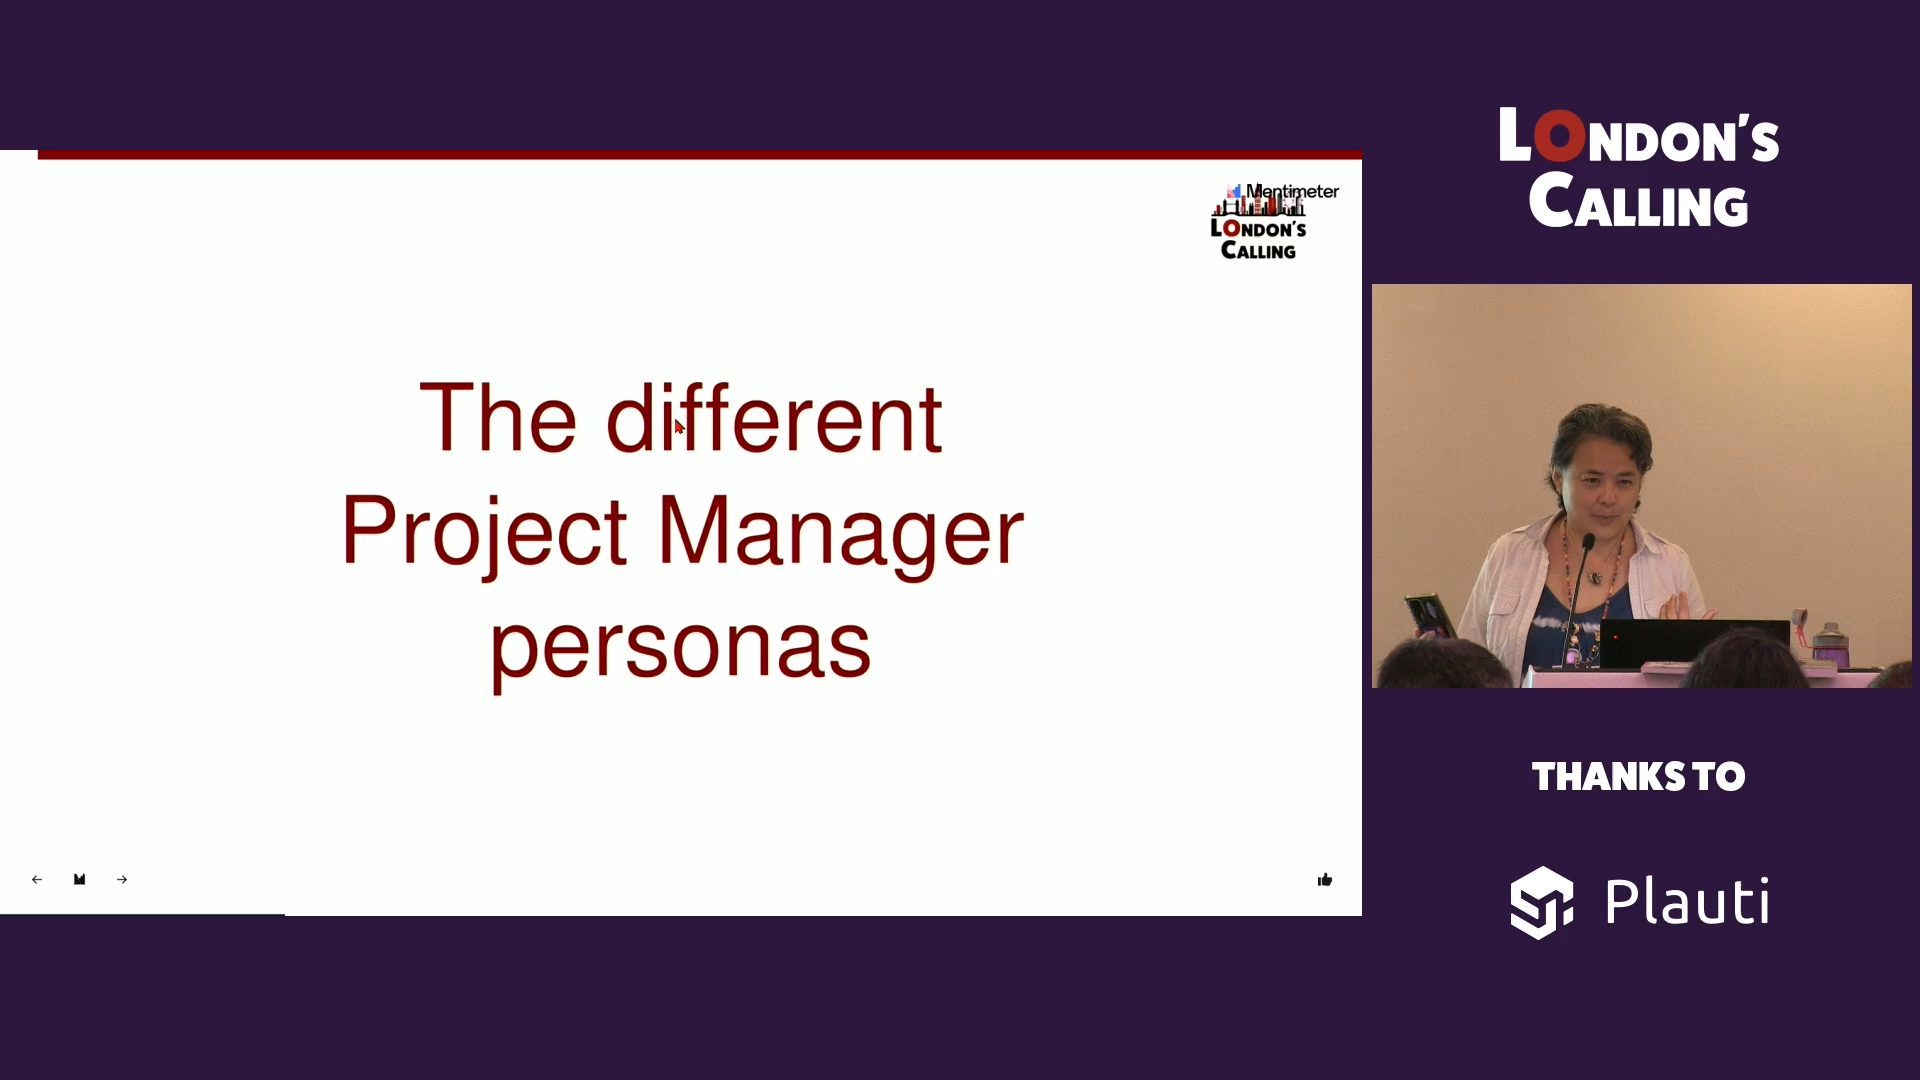 Mentimeter
LONDON'S
CALLING
The different
Project Manager
personas
LONDON'S
CALLING
THANKS TO
Plauti